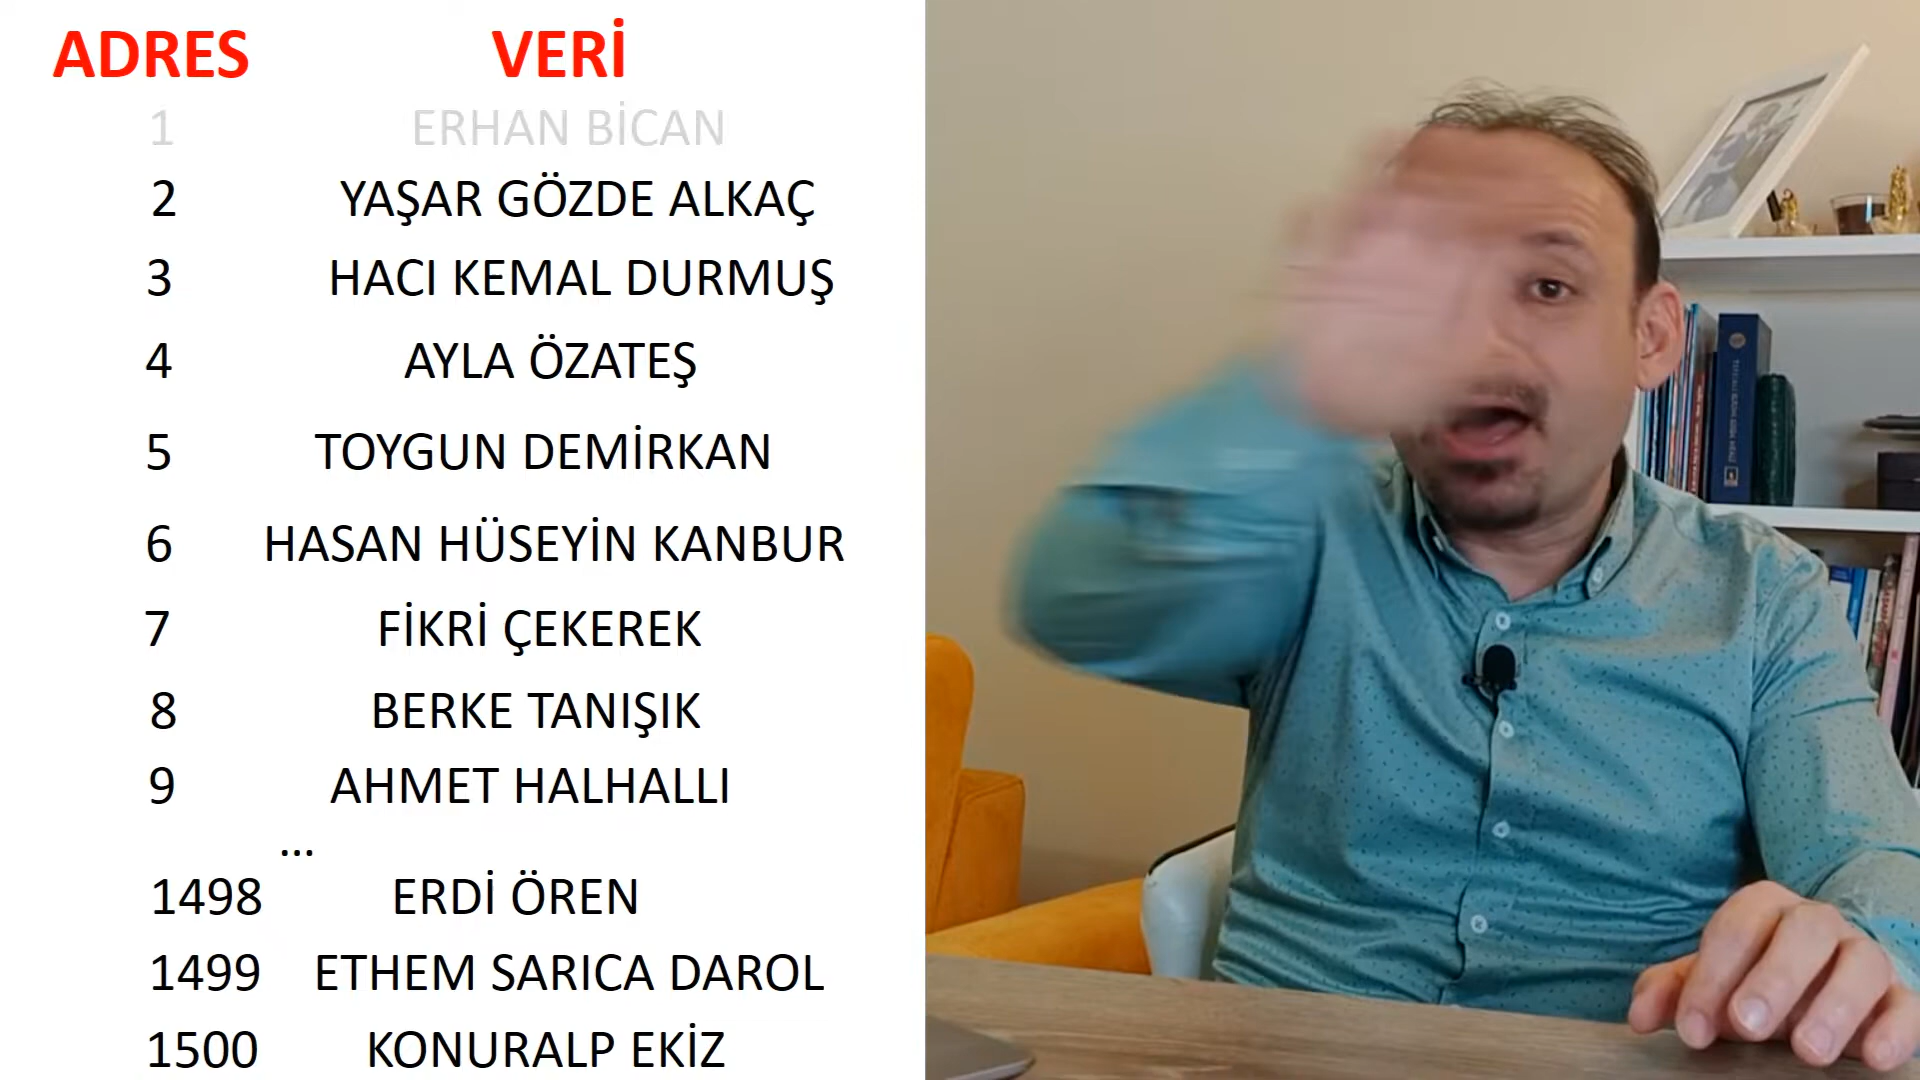 ADRES VERİ
1 ERHAN BİCAN
2 YAŞAR GÖZDE ALKAÇ
3 HACI KEMAL DURMUŞ
4 AYLA ÖZATEŞ
5 TOYGUN DEMİRKAN
6 HASAN HÜSEYİN KANBUR
7 FİKRİ ÇEKEREK
8 BERKE TANIŞIK
9 AHMET HALHALLI
...
1498 ERDİ ÖREN
1499 ETHEM SARICA DAROL
1500 KONURALP EKİZ